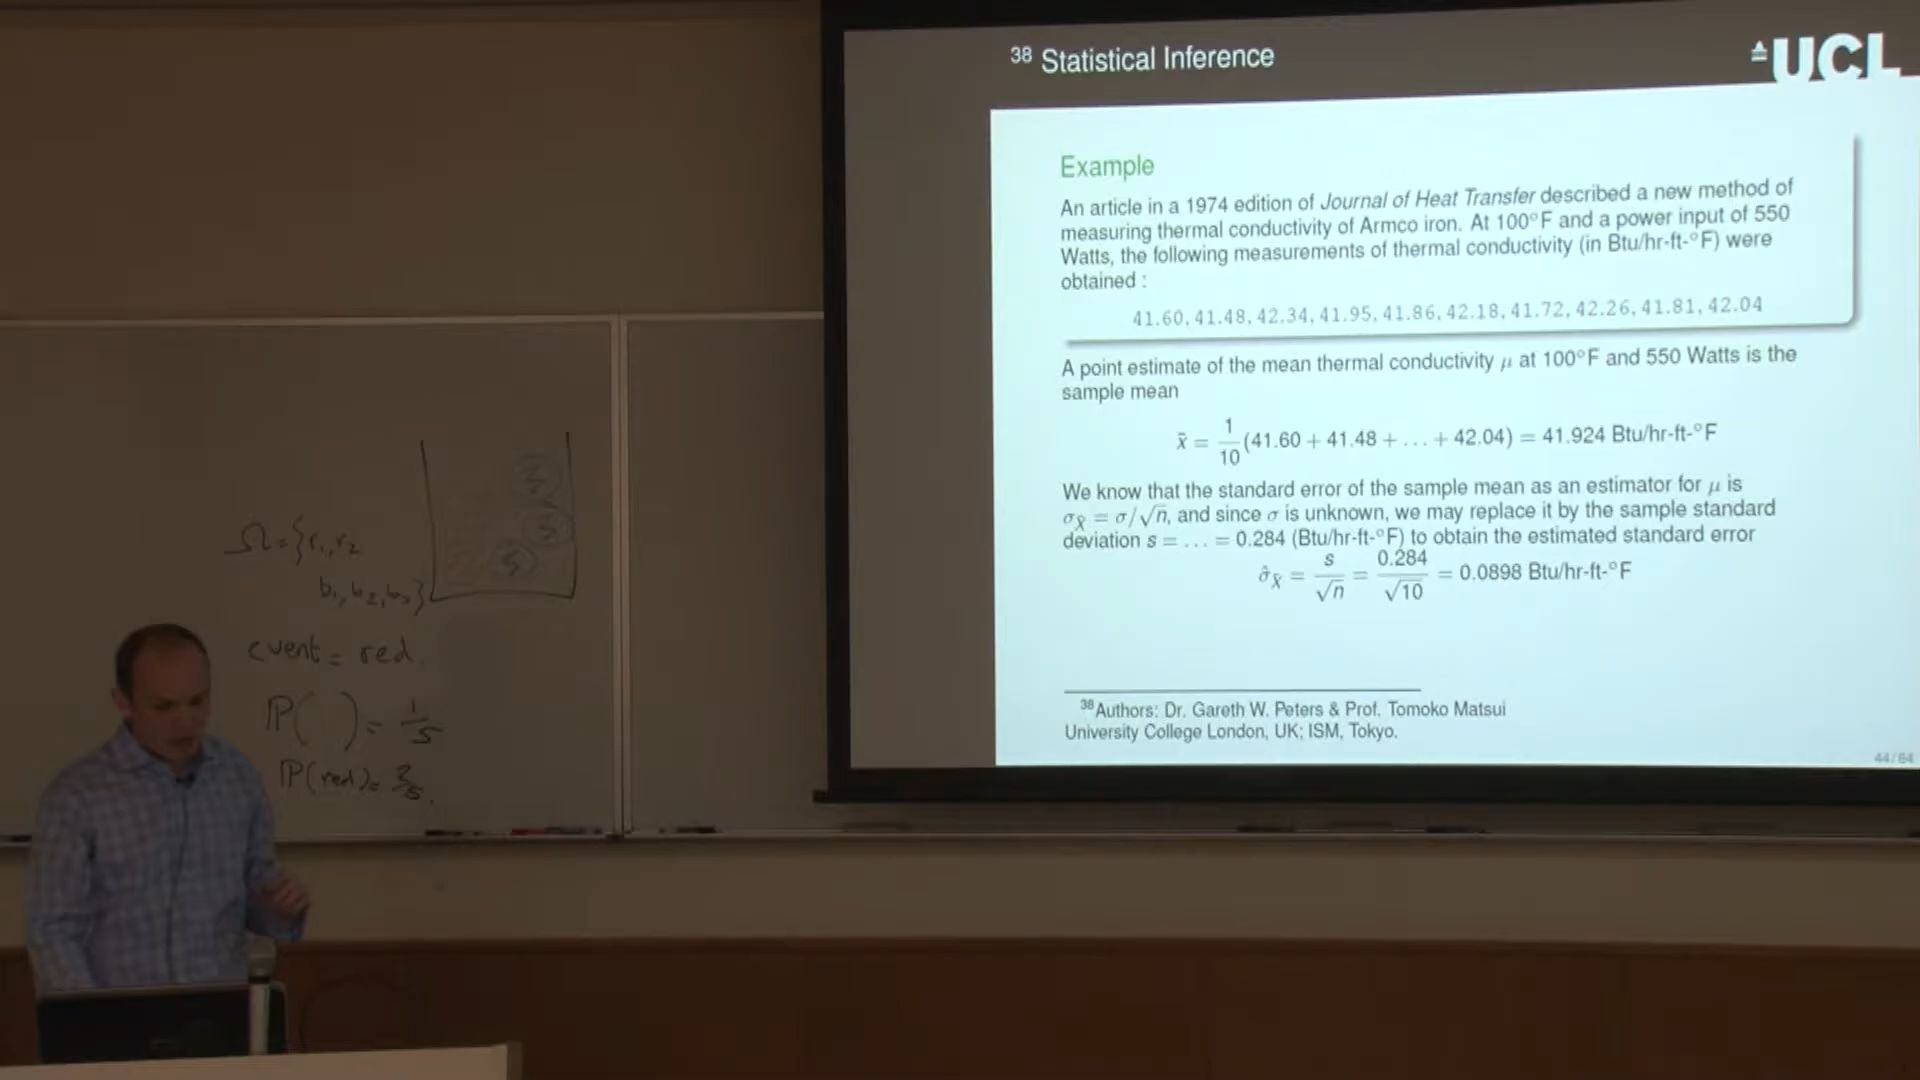 38 Statistical Inference
UCL
Example
An article in a 1974 edition of Journal of Heat Transfer described a new method of
measuring thermal conductivity of Armco iron. At 100°F and a power input of 550
Watts, the following measurements of thermal conductivity (in Btu/hr-ft-°F) were
obtained :
41.60, 41.48, 42.34, 41.95, 41.86, 42.18, 41.72, 42.26, 41.81, 42.04
A point estimate of the mean thermal conductivity μ at 100°F and 550 Watts is the
sample mean
x̄ = 1/10 (41.60 + 41.48 + … + 42.04) = 41.924 Btu/hr-ft-°F
We know that the standard error of the sample mean as an estimator for μ is
σ_X̄ = σ/√n, and since σ is unknown, we may replace it by the sample standard
deviation s = … = 0.284 (Btu/hr-ft-°F) to obtain the estimated standard error
σ̂_X̄ = s/√n = 0.284/√10 = 0.0898 Btu/hr-ft-°F
38 Authors: Dr. Gareth W. Peters & Prof. Tomoko Matsui
University College London, UK; ISM, Tokyo.
44/64
Ω = {r₁, r₂
b₁, b₂, b₃}
event = red.
P( ) = 1/5
P(red) = 2/5.